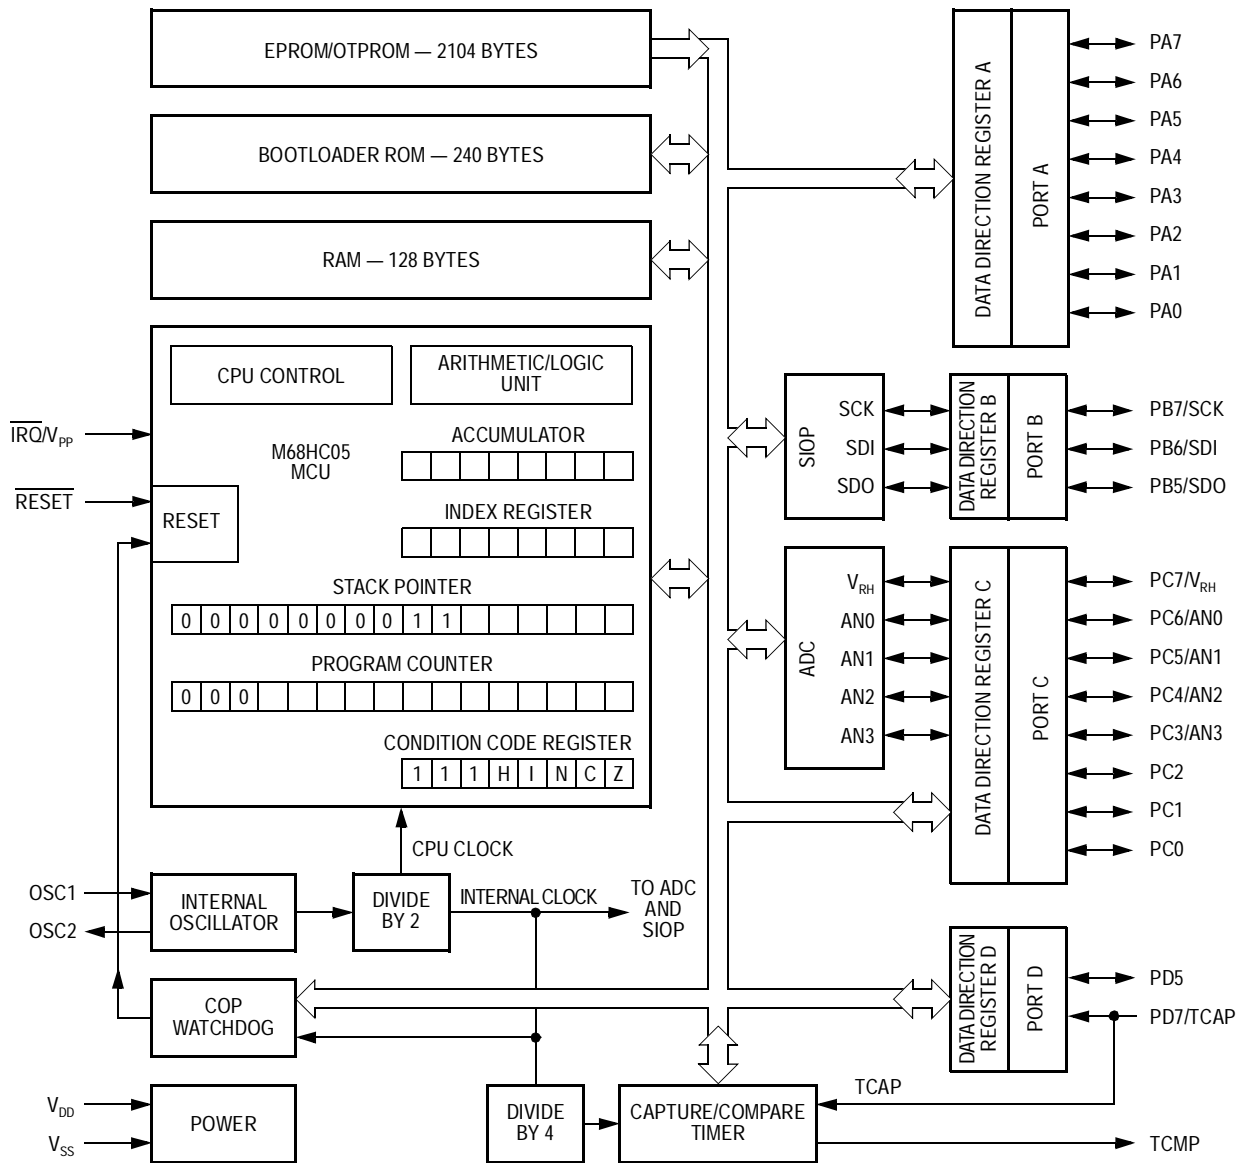 EPROM/OTPROM — 2104 BYTES
BOOTLOADER ROM — 240 BYTES
RAM — 128 BYTES
CPU CONTROL
ARITHMETIC/LOGIC
UNIT
M68HC05
MCU
ACCUMULATOR
INDEX REGISTER
IRQ/VPP
RESET
RESET
STACK POINTER
0 0 0 0 0 0 0 0 1 1
PROGRAM COUNTER
0 0 0
CONDITION CODE REGISTER
1 1 1 H I N C Z
CPU CLOCK
OSC1
OSC2
INTERNAL
OSCILLATOR
DIVIDE
BY 2
INTERNAL CLOCK
TO ADC
AND
SIOP
COP
WATCHDOG
VDD
VSS
POWER
DIVIDE
BY 4
CAPTURE/COMPARE
TIMER
TCAP
TCMP
DATA DIRECTION REGISTER A
PORT A
PA7
PA6
PA5
PA4
PA3
PA2
PA1
PA0
SIOP
SCK
SDI
SDO
DATA DIRECTION
REGISTER B
PORT B
PB7/SCK
PB6/SDI
PB5/SDO
ADC
VRH
AN0
AN1
AN2
AN3
DATA DIRECTION REGISTER C
PORT C
PC7/VRH
PC6/AN0
PC5/AN1
PC4/AN2
PC3/AN3
PC2
PC1
PC0
DATA DIRECTION
REGISTER D
PORT D
PD5
PD7/TCAP